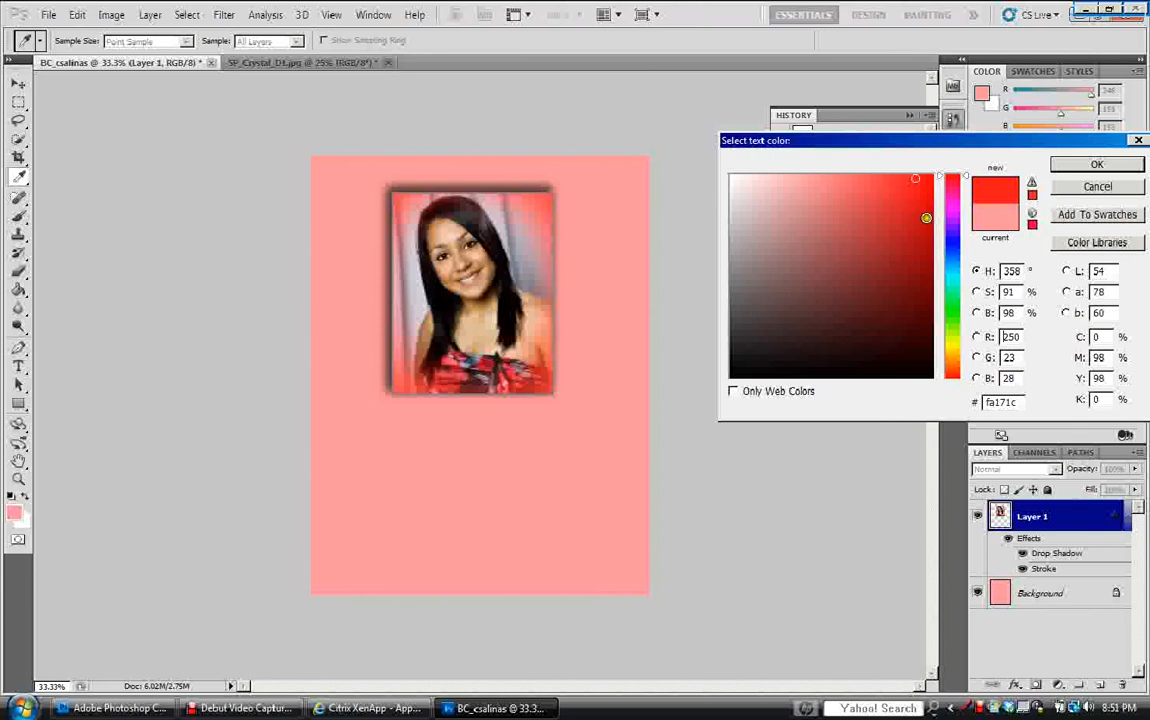 File Edit Image Layer Select Filter Analysis 3D View Window Help ESSENTIALS DESIGN PAINTING CS Live
Sample Size: Point Sample Sample: All Layers Show Sampling Ring
BC_csalinas @ 33.3% (Layer 1, RGB/8) * SP_Crystal_D1.jpg @ 25% (RGB/8*) *
COLOR SWATCHES STYLES
R 246
G 151
B
HISTORY
Select text color:
new
current
OK
Cancel
Add To Swatches
Color Libraries
H: 358 ° L: 54
S: 91 % a: 78
B: 98 % b: 60
R: 250 C: 0 %
G: 23 M: 98 %
B: 28 Y: 98 %
# fa171c K: 0 %
Only Web Colors
LAYERS CHANNELS PATHS
Normal Opacity: 100%
Lock: Fill: 100%
Layer 1
Effects
Drop Shadow
Stroke
Background
33.33% Doc: 6.02M/2.75M
Adobe Photoshop C... Debut Video Captur... Citrix XenApp - App... BC_csalinas @ 33.3... Yahoo! Search 8:51 PM